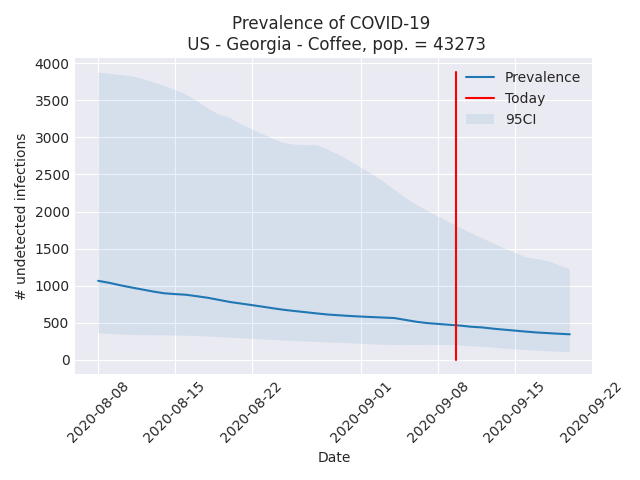 Prevalence of COVID-19
US - Georgia - Coffee, pop. = 43273
4000
3500
3000
2500
2000
1500
1000
500
0
# undetected infections
Prevalence
Today
95CI
2020-08-08
2020-08-15
2020-08-22
2020-09-01
2020-09-08
2020-09-15
2020-09-22
Date